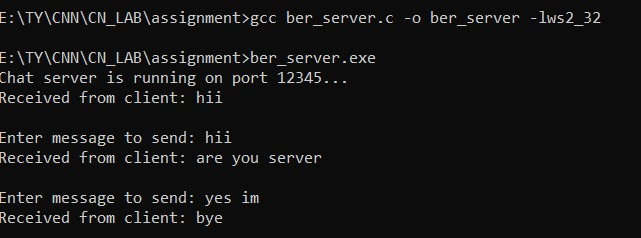 E:\TY\CNN\CN_LAB\assignment>gcc ber_server.c -o ber_server -lws2_32
E:\TY\CNN\CN_LAB\assignment>ber_server.exe
Chat server is running on port 12345...
Received from client: hii
Enter message to send: hii
Received from client: are you server
Enter message to send: yes im
Received from client: bye